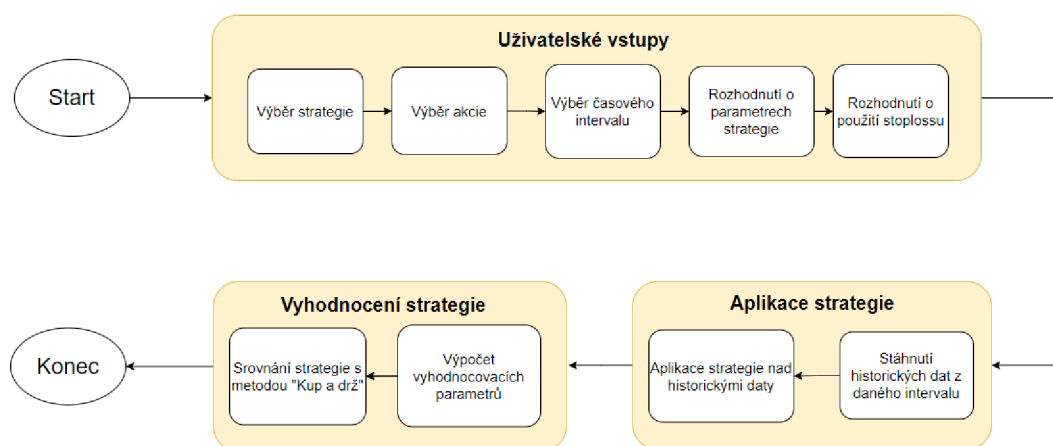 Uživatelské vstupy
Start
Výběr strategie
Výběr akcie
Výběr časového
intervalu
Rozhodnutí o
parametrech
strategie
Rozhodnutí o
použití stoplossu
Aplikace strategie
Stáhnutí
historických dat z
daného intervalu
Aplikace strategie nad
historickými daty
Vyhodnocení strategie
Výpočet
vyhodnocovacích
parametrů
Srovnání strategie s
metodou "Kup a drž"
Konec